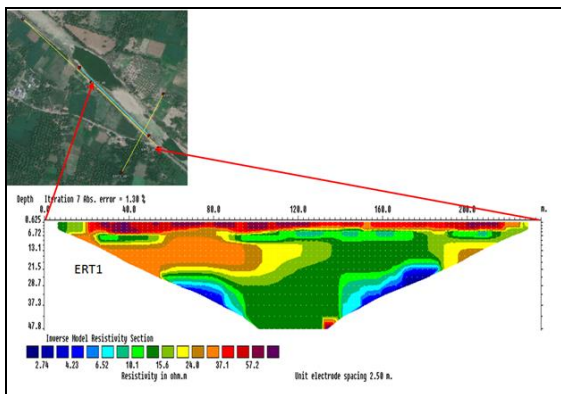 Depth Iteration 7 Abs. error = 1.30 %
m.
0.625 40.0 80.0 120.0 160.0 200.0
6.72
13.1
21.5
28.7
37.3
47.8
ERT1
Inverse Model Resistivity Section
2.74 4.23 6.52 10.1 15.6 24.0 37.1 57.2
Resistivity in ohm.m
Unit electrode spacing 2.50 m.